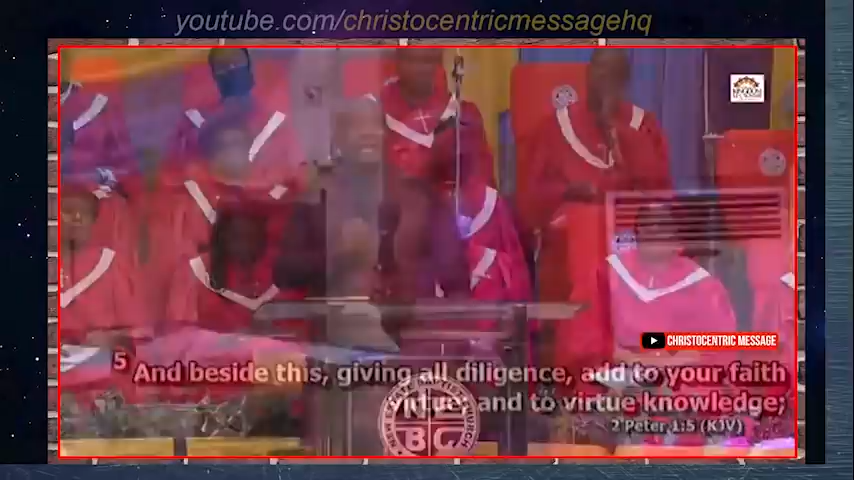 youtube.com/christocentricmessagehq
KINGDOM
CHRISTOCENTRIC MESSAGE
5 And beside this, giving all diligence, add to your faith
virtue; and to virtue knowledge;
2 Peter 1:5 (KJV)